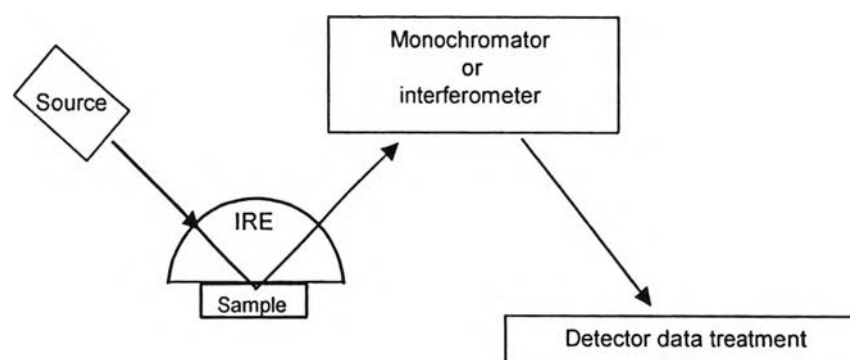 Monochromator
or
interferometer
Source
IRE
Sample
Detector data treatment